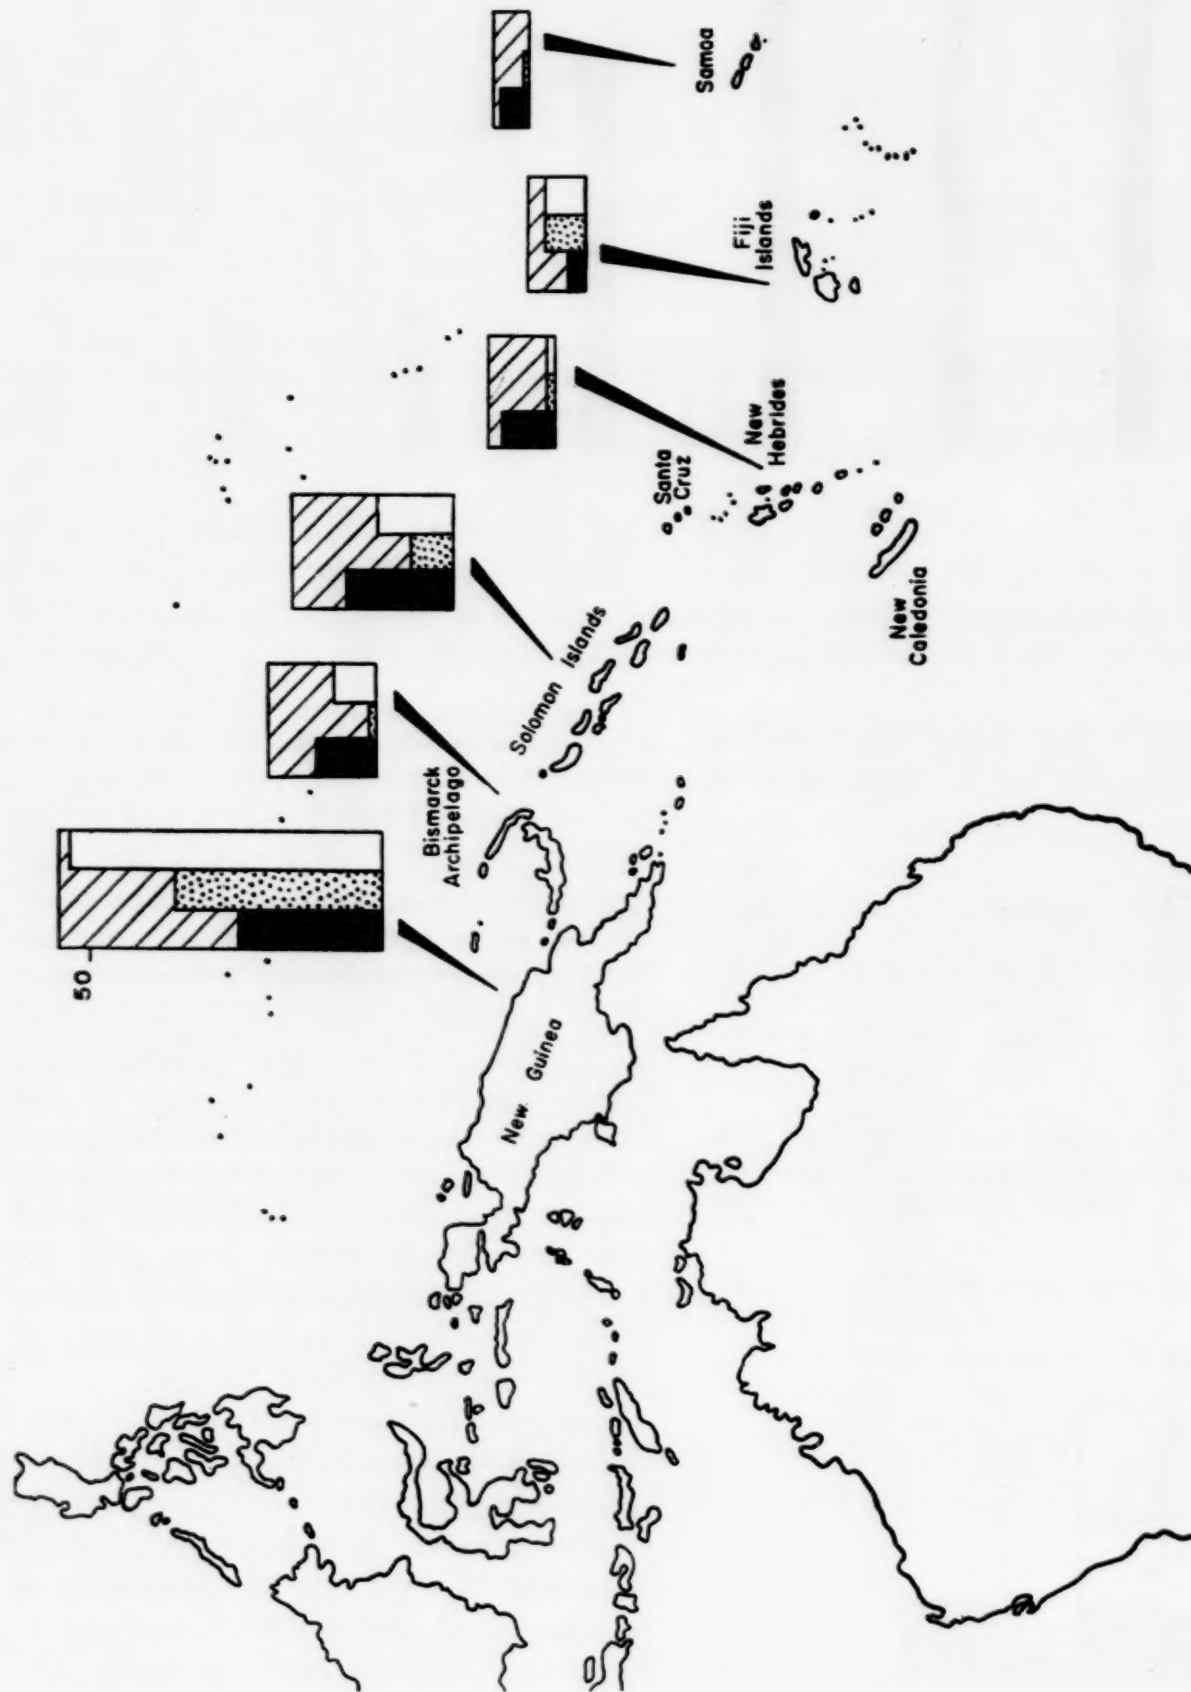 50
New Guinea
Bismarck
Archipelago
Solomon Islands
Santa
Cruz
New
Hebrides
New
Caledonia
Fiji
Islands
Samoa